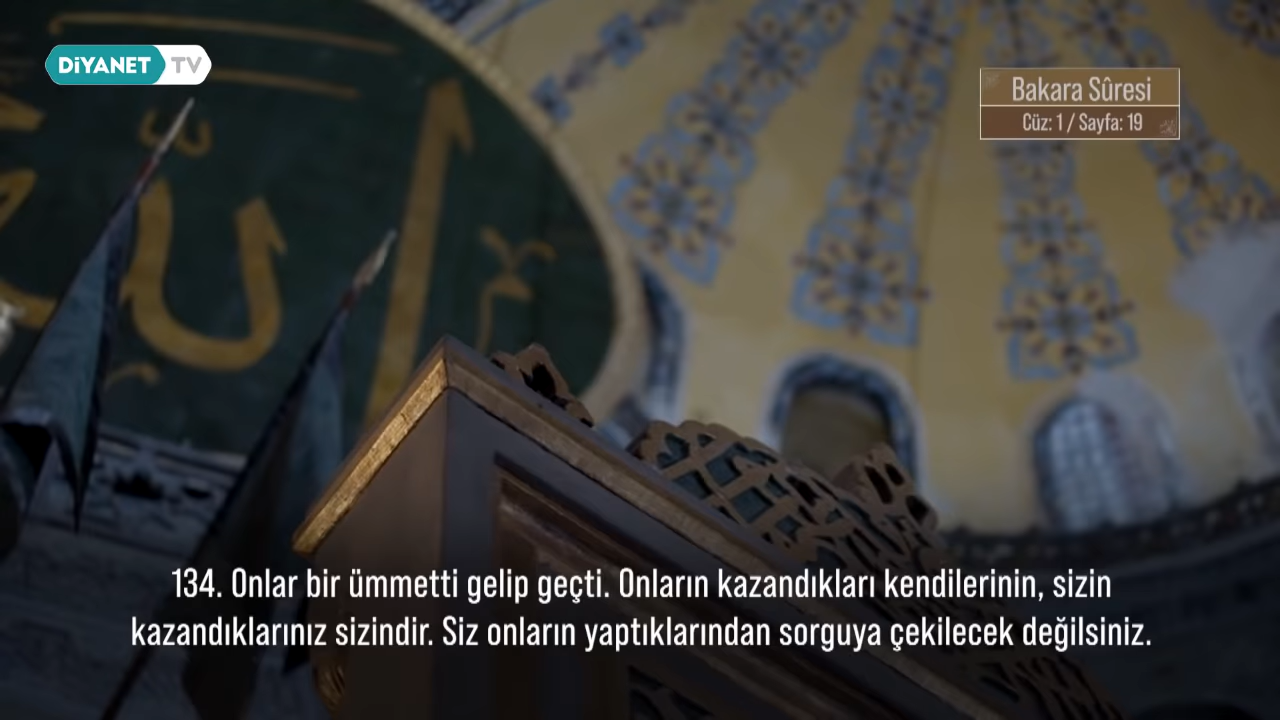 DİYANET TV
Bakara Sûresi
Cüz: 1 / Sayfa: 19
134. Onlar bir ümmetti gelip geçti. Onların kazandıkları kendilerinin, sizin
kazandıklarınız sizindir. Siz onların yaptıklarından sorguya çekilecek değilsiniz.